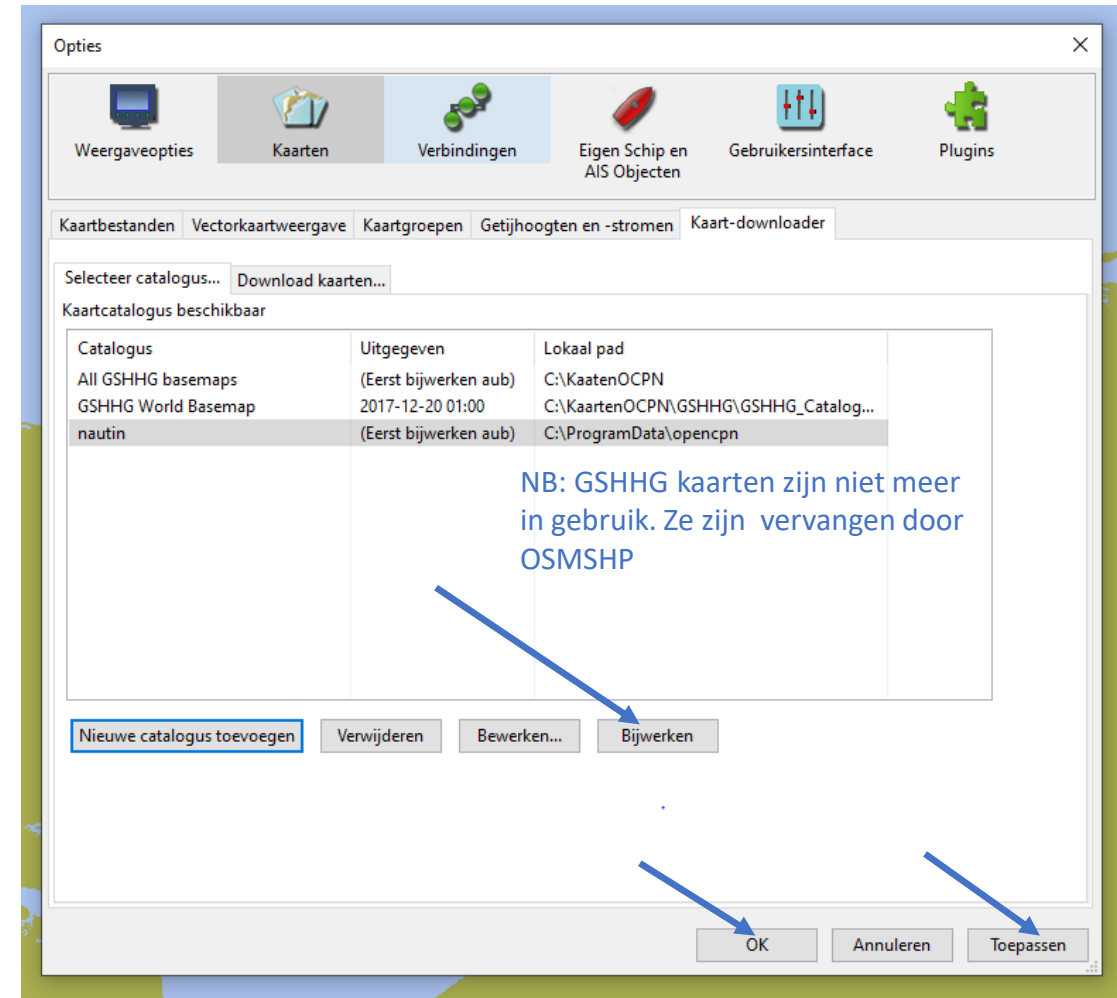 Opties
Weergaveopties
Kaarten
Verbindingen
Eigen Schip en
AIS Objecten
Gebruikersinterface
Plugins
Kaartbestanden Vectorkaartweergave Kaartgroepen Getijhoogten en -stromen Kaart-downloader
Selecteer catalogus... Download kaarten...
Kaartcatalogus beschikbaar
Catalogus Uitgegeven Lokaal pad
All GSHHG basemaps (Eerst bijwerken aub) C:\KaatenOCPN
GSHHG World Basemap 2017-12-20 01:00 C:\KaartenOCPN\GSHHG\GSHHG_Catalog...
nautin (Eerst bijwerken aub) C:\ProgramData\opencpn
NB: GSHHG kaarten zijn niet meer
in gebruik. Ze zijn vervangen door
OSMSHP
Nieuwe catalogus toevoegen Verwijderen Bewerken... Bijwerken
OK Annuleren Toepassen